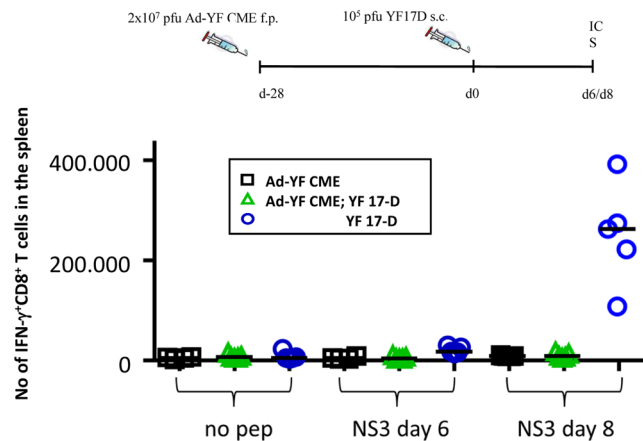 2x10⁷ pfu Ad-YF CME f.p.
10⁵ pfu YF17D s.c.
IC
S
d-28
d0
d6/d8
No of IFN-γ⁺CD8⁺ T cells in the spleen
400.000
200.000
0
Ad-YF CME
Ad-YF CME; YF 17-D
YF 17-D
no pep
NS3 day 6
NS3 day 8